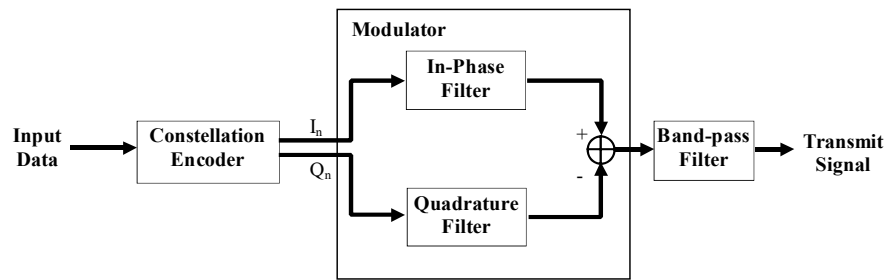 Modulator
In-Phase
Filter
Input
Data
Constellation
Encoder
Iₙ
Qₙ
+
-
Band-pass
Filter
Transmit
Signal
Quadrature
Filter